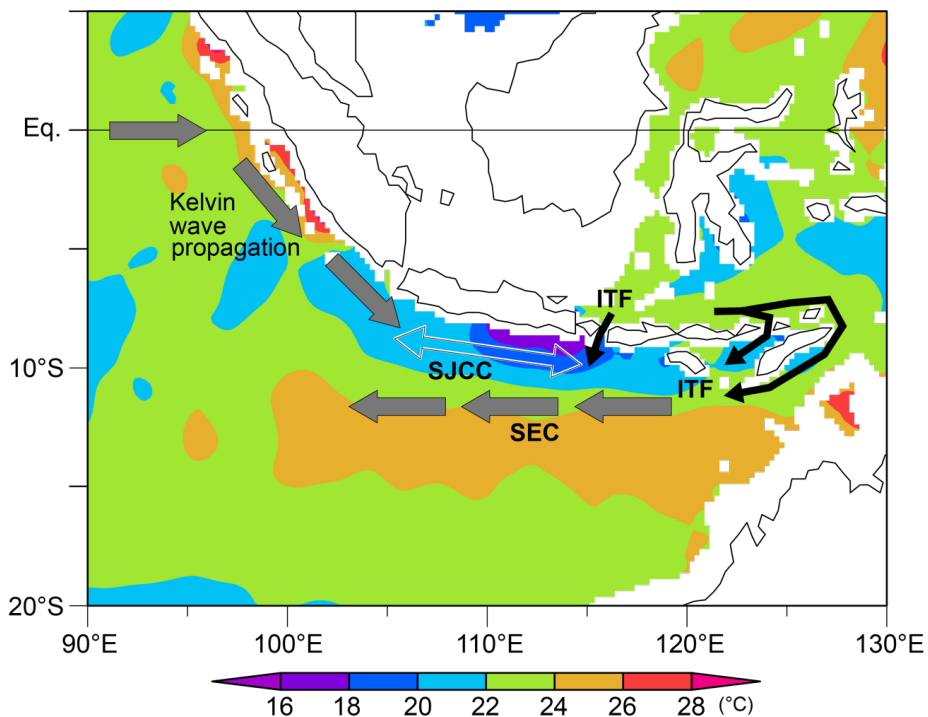 Eq.
Kelvin
wave
propagation
ITF
10°S
SJCC
ITF
SEC
20°S
90°E 100°E 110°E 120°E 130°E
16 18 20 22 24 26 28 (°C)